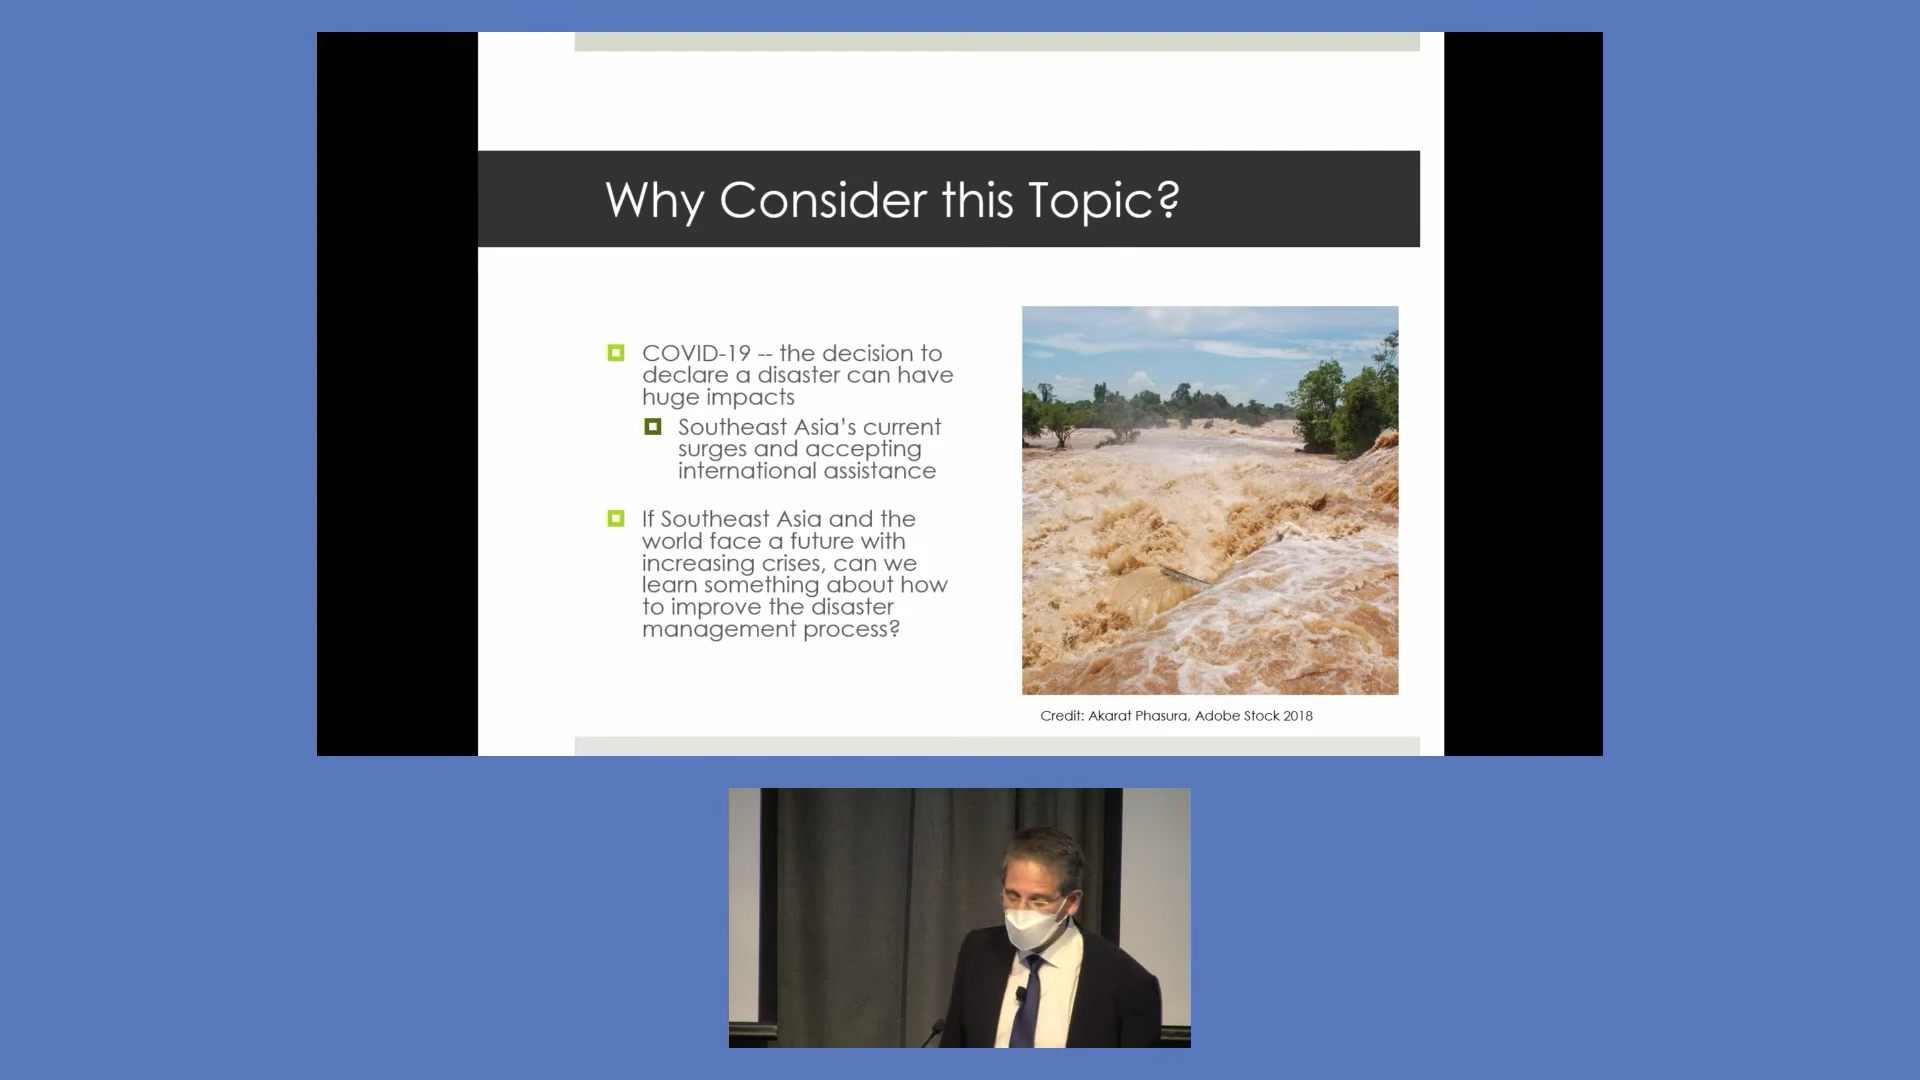 Why Consider this Topic?
COVID-19 -- the decision to
declare a disaster can have
huge impacts
Southeast Asia's current
surges and accepting
international assistance
If Southeast Asia and the
world face a future with
increasing crises, can we
learn something about how
to improve the disaster
management process?
Credit: Akarat Phasura, Adobe Stock 2018